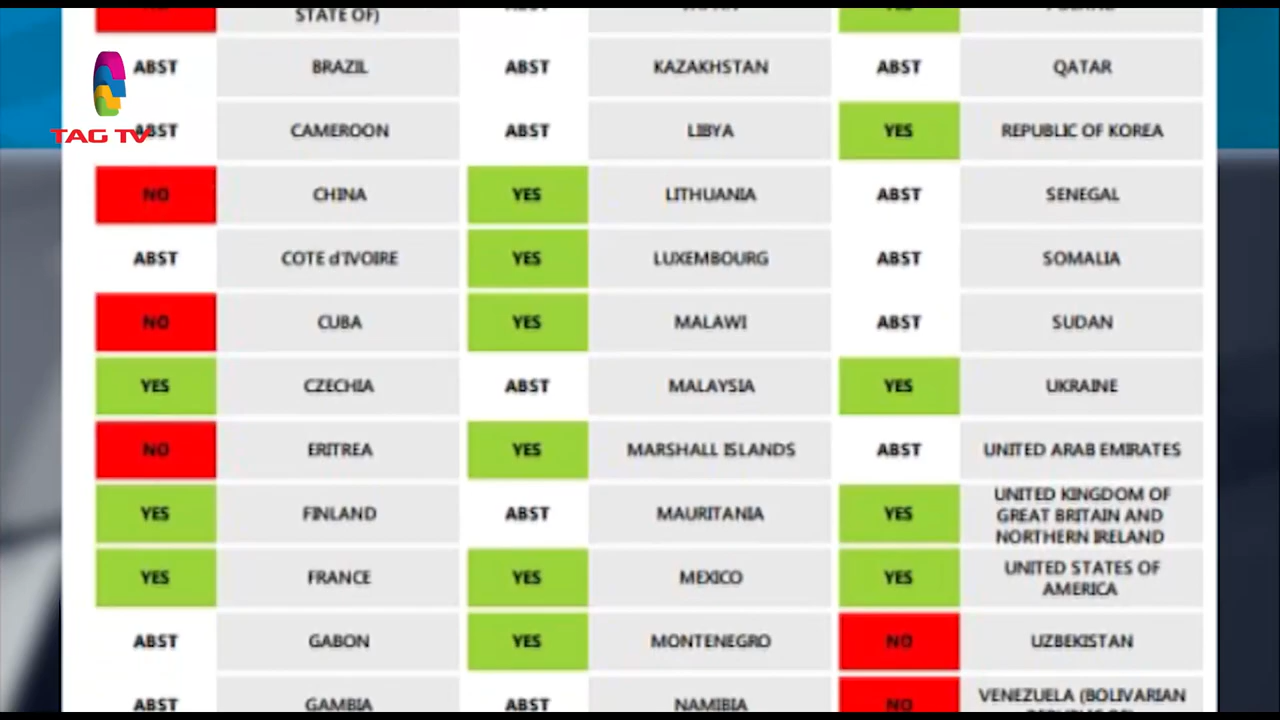 NO STATE OF)
ABST BRAZIL ABST KAZAKHSTAN ABST QATAR
TAG TV
ABST CAMEROON ABST LIBYA YES REPUBLIC OF KOREA
NO CHINA YES LITHUANIA ABST SENEGAL
ABST COTE d'IVOIRE YES LUXEMBOURG ABST SOMALIA
NO CUBA YES MALAWI ABST SUDAN
YES CZECHIA ABST MALAYSIA YES UKRAINE
NO ERITREA YES MARSHALL ISLANDS ABST UNITED ARAB EMIRATES
YES FINLAND ABST MAURITANIA YES UNITED KINGDOM OF
GREAT BRITAIN AND
NORTHERN IRELAND
YES FRANCE YES MEXICO YES UNITED STATES OF
AMERICA
ABST GABON YES MONTENEGRO NO UZBEKISTAN
ABST GAMBIA ABST NAMIBIA NO VENEZUELA (BOLIVARIAN